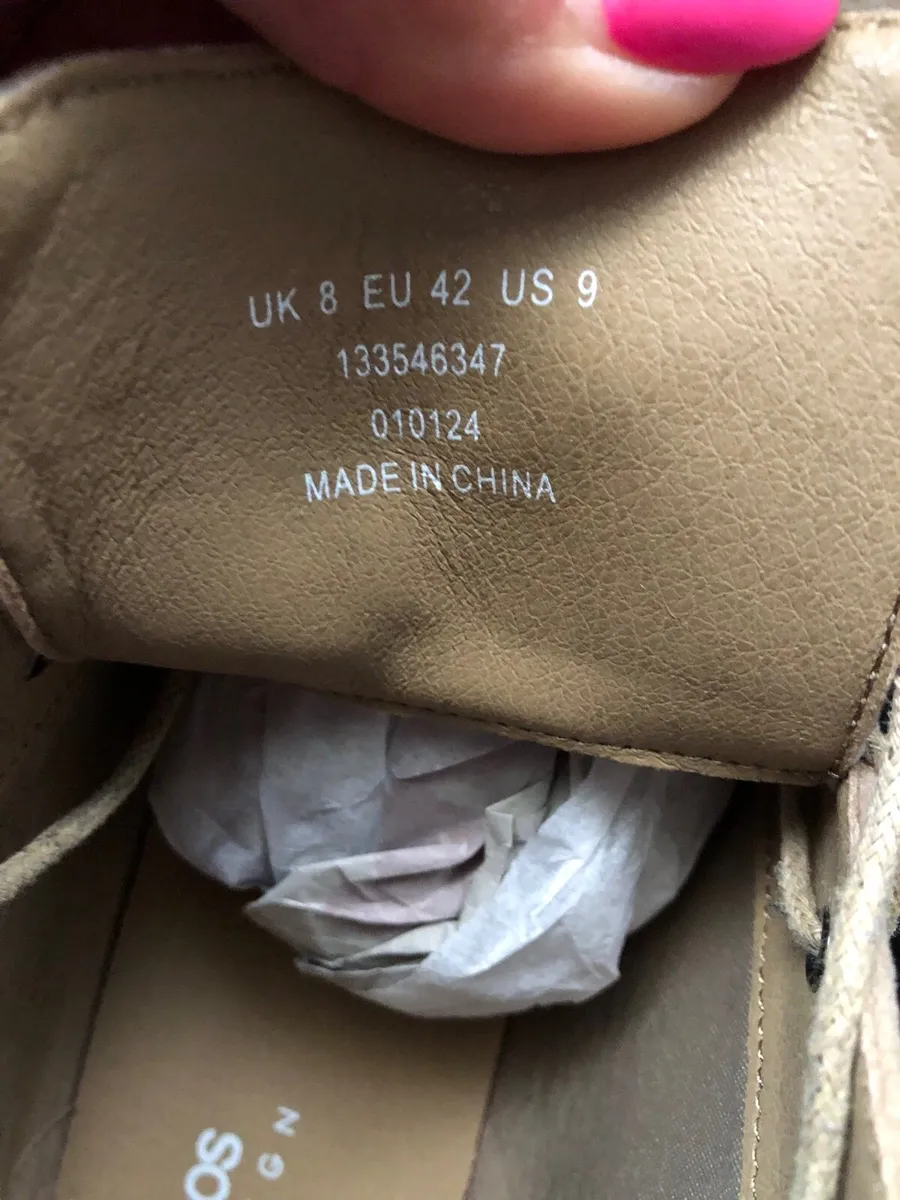 UK 8 EU 42 US 9
133546347
010124
MADE IN CHINA